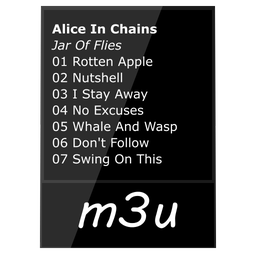 Alice In Chains
Jar Of Flies
01 Rotten Apple
02 Nutshell
03 I Stay Away
04 No Excuses
05 Whale And Wasp
06 Don't Follow
07 Swing On This
m3u